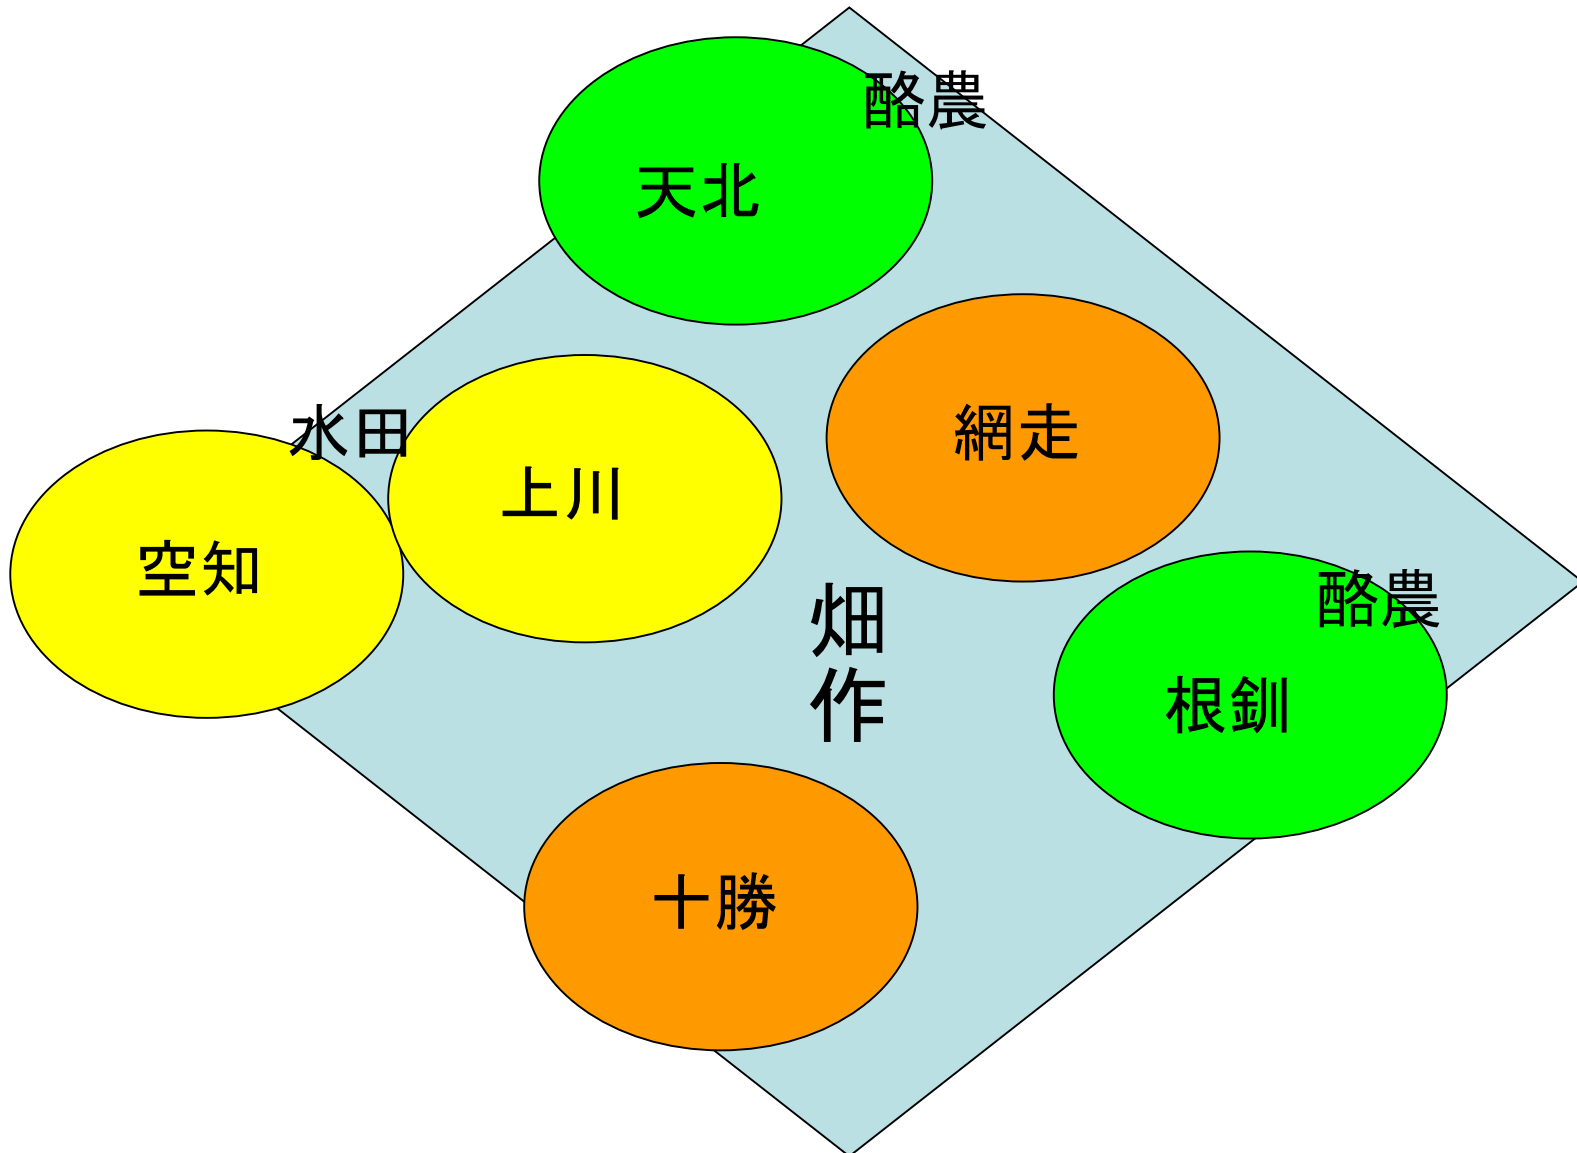 酪農
天北
水田
網走
上川
空知
畑
作
酪農
根釧
十勝